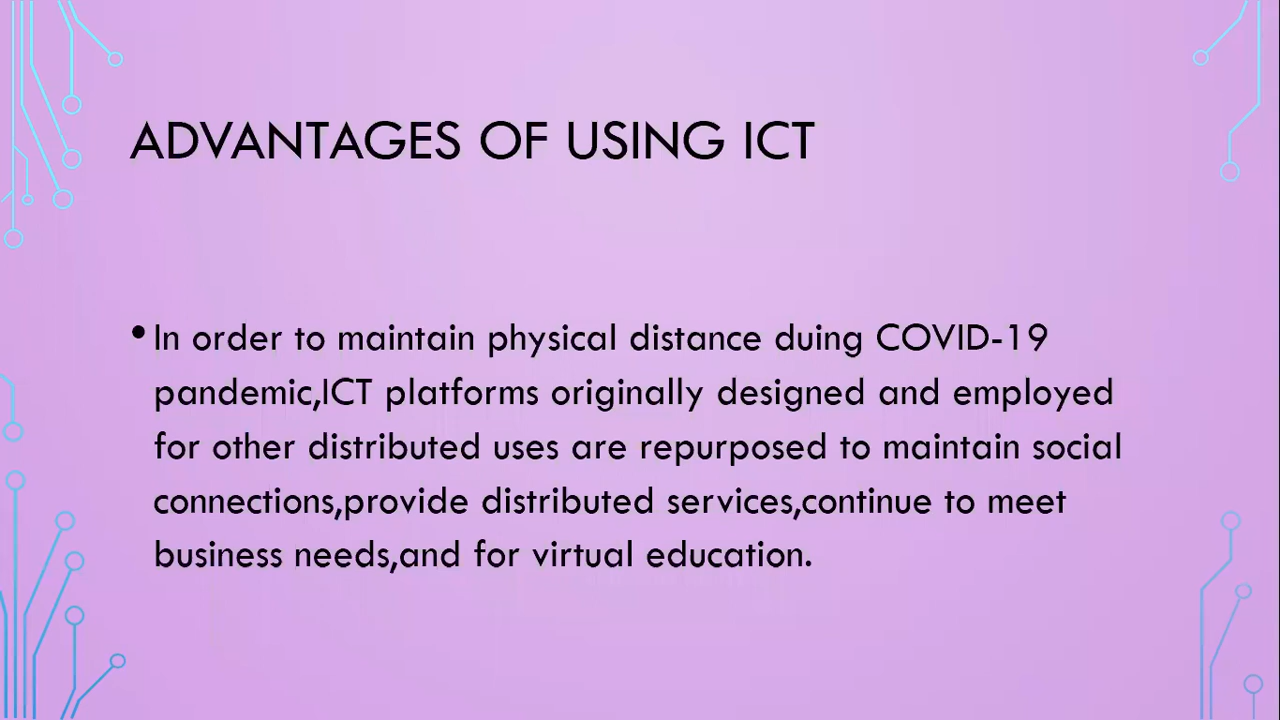 ADVANTAGES OF USING ICT
• In order to maintain physical distance duing COVID-19
pandemic,ICT platforms originally designed and employed
for other distributed uses are repurposed to maintain social
connections,provide distributed services,continue to meet
business needs,and for virtual education.